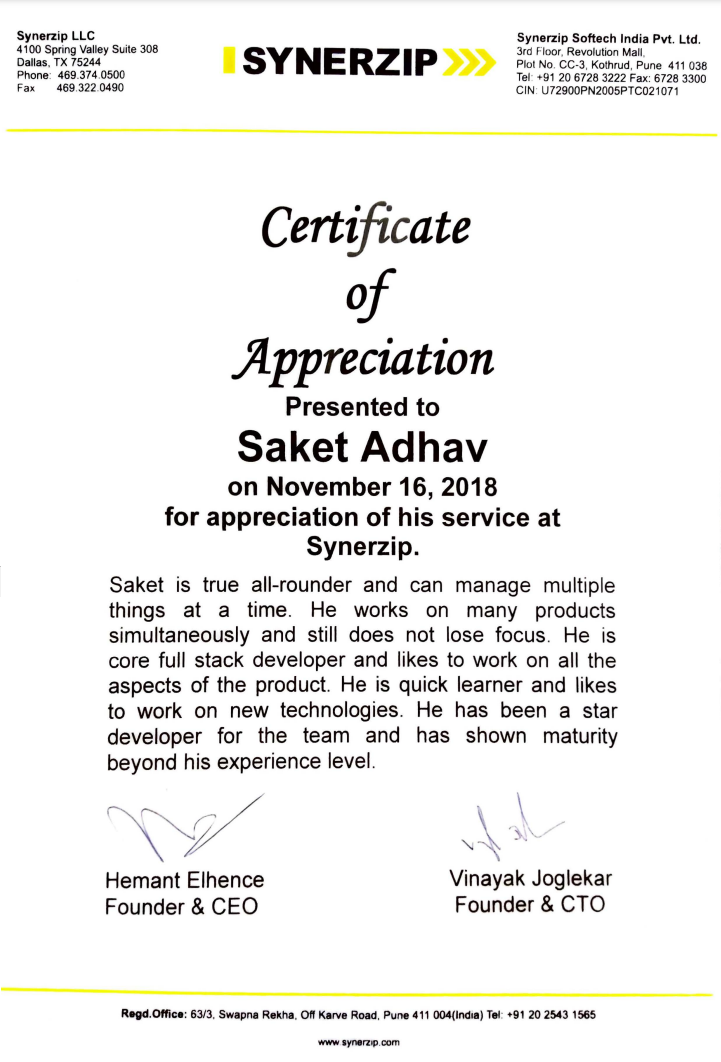 Synerzip LLC
4100 Spring Valley Suite 308
Dallas, TX 75244
Phone: 469.374.0500
Fax 469.322.0490
SYNERZIP
Synerzip Softech India Pvt. Ltd.
3rd Floor, Revolution Mall,
Plot No. CC-3, Kothrud, Pune 411 038
Tel: +91 20 6728 3222 Fax: 6728 3300
CIN: U72900PN2005PTC021071
Certificate
of
Appreciation
Presented to
Saket Adhav
on November 16, 2018
for appreciation of his service at
Synerzip.
Saket is true all-rounder and can manage multiple
things at a time. He works on many products
simultaneously and still does not lose focus. He is
core full stack developer and likes to work on all the
aspects of the product. He is quick learner and likes
to work on new technologies. He has been a star
developer for the team and has shown maturity
beyond his experience level.
Hemant Elhence
Founder & CEO
Vinayak Joglekar
Founder & CTO
Regd.Office: 63/3, Swapna Rekha, Off Karve Road, Pune 411 004(India) Tel: +91 20 2543 1565
www.synerzip.com